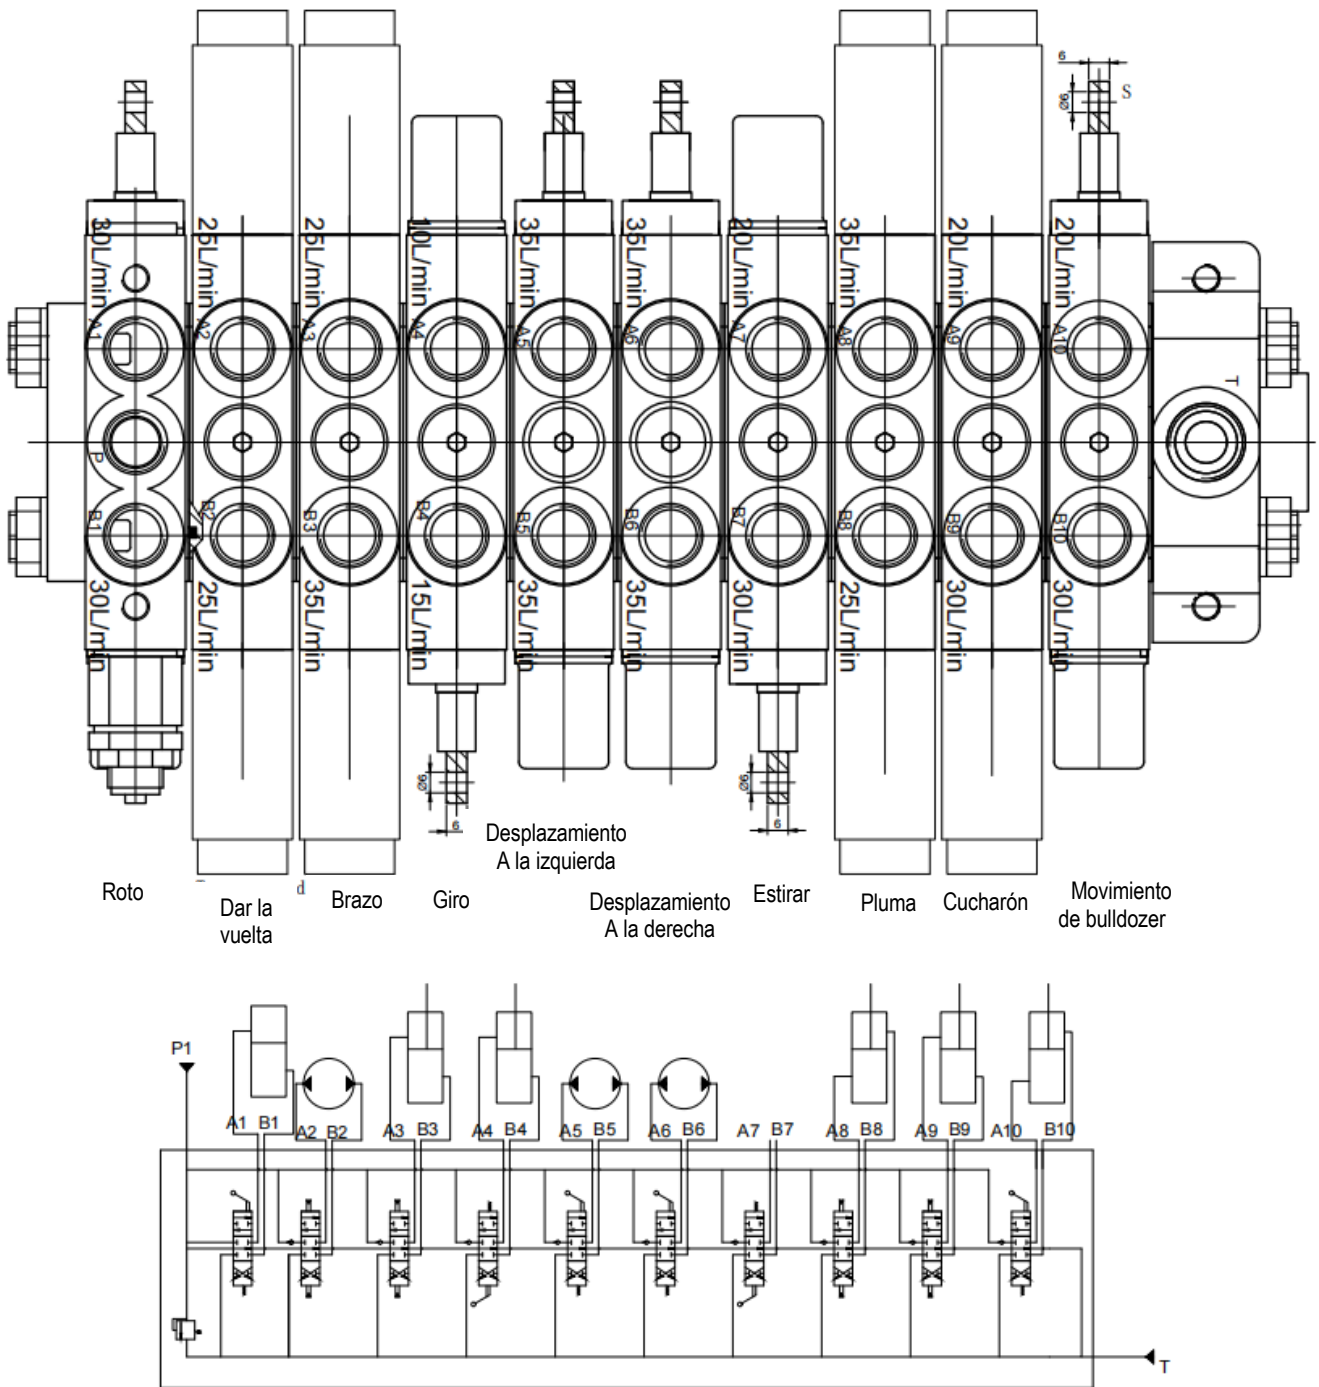 6
Ø6
S
30L/min
25L/min
25L/min
10L/min
35L/min
35L/min
20L/min
35L/min
20L/min
20L/min
A1
A2
A3
A4
A5
A6
A7
A8
A9
A10
T
P
B1
B2
B3
B4
B5
B6
B7
B8
B9
B10
30L/min
25L/min
35L/min
15L/min
35L/min
35L/min
30L/min
25L/min
30L/min
30L/min
Ø6
6
Ø6
6
Roto
Dar la
vuelta
d
Brazo
Giro
Desplazamiento
A la izquierda
Desplazamiento
A la derecha
Estirar
Pluma
Cucharón
Movimiento
de bulldozer
P1
A1 B1
A2 B2
A3 B3
A4 B4
A5 B5
A6 B6
A7 B7
A8 B8
A9 B9
A10 B10
T